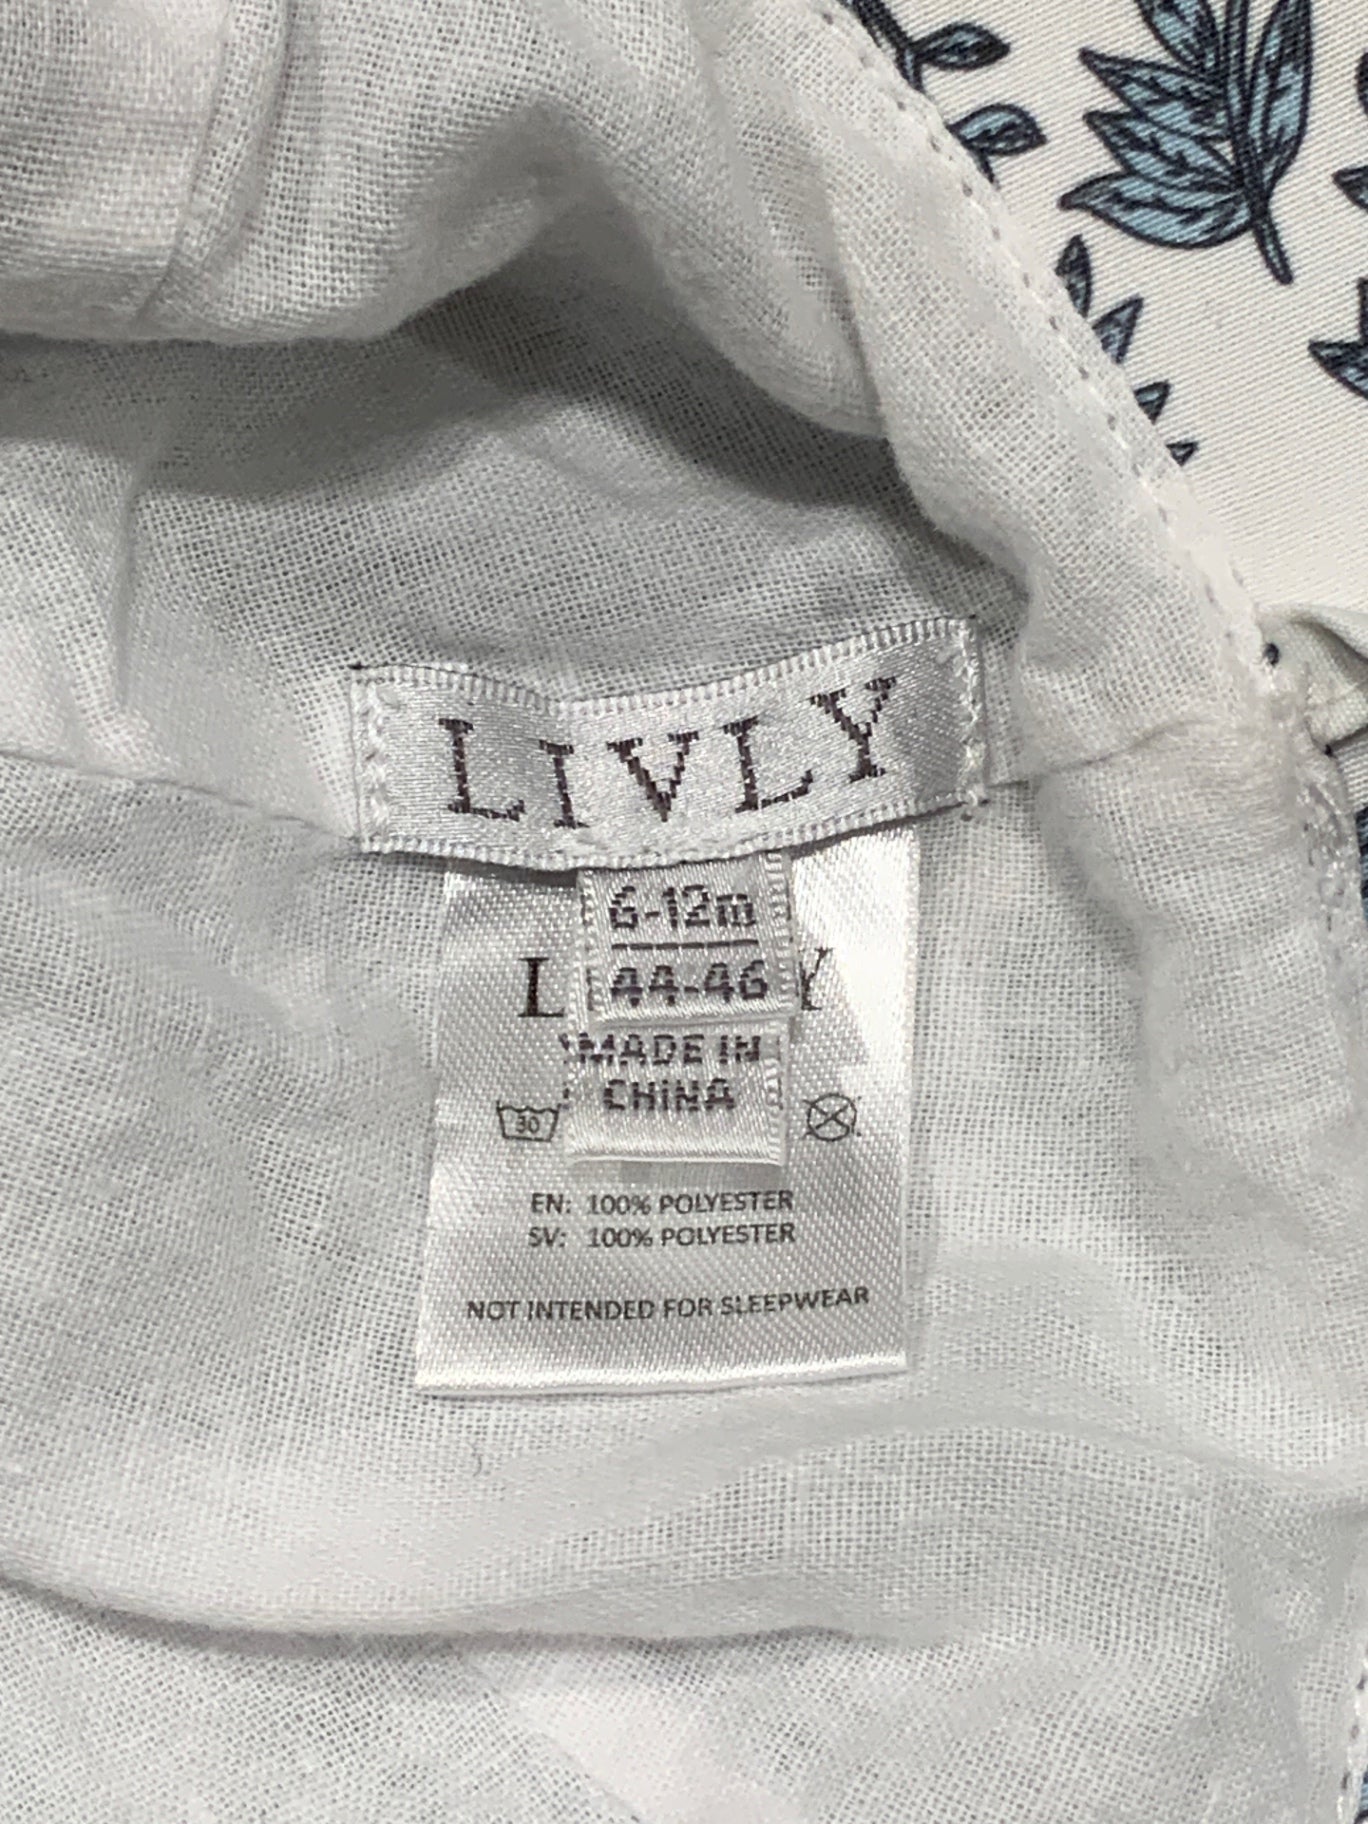 LIVLY
6-12m
44-46
MADE IN
CHINA
30
EN: 100% POLYESTER
SV: 100% POLYESTER
NOT INTENDED FOR SLEEPWEAR